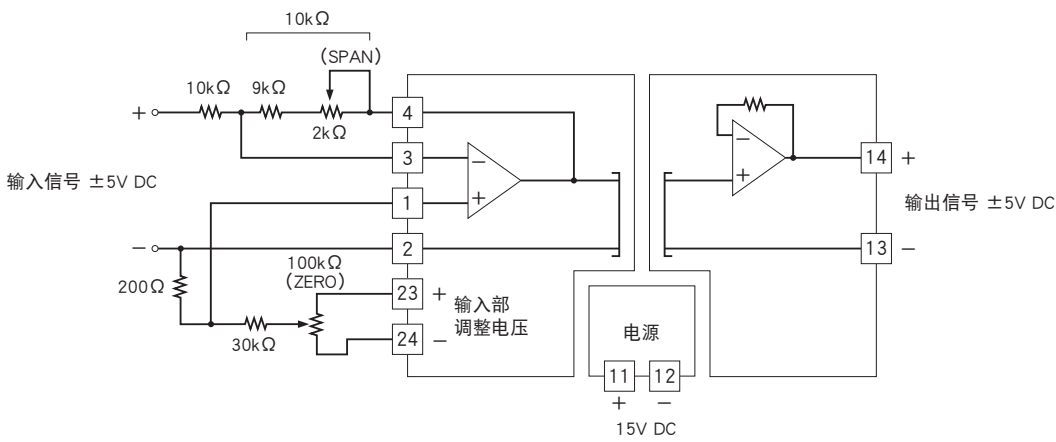 10kΩ
(SPAN)
10kΩ
9kΩ
2kΩ
+
4
3
1
2
−
+
输入信号 ±5V DC
−
200Ω
100kΩ
(ZERO)
30kΩ
23
+
24
−
输入部
调整电压
−
+
14
+
输出信号 ±5V DC
13
−
电源
11
12
+
−
15V DC